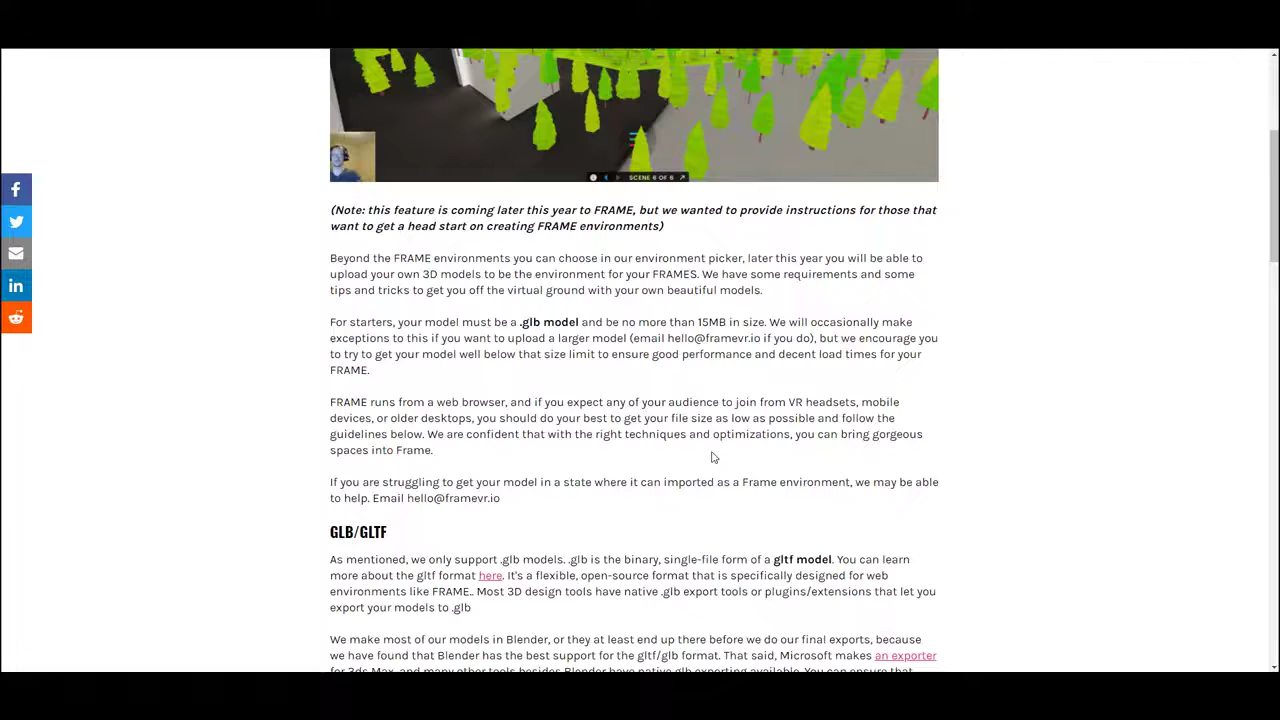 SCENE 6 OF 6
(Note: this feature is coming later this year to FRAME, but we wanted to provide instructions for those that
want to get a head start on creating FRAME environments)
Beyond the FRAME environments you can choose in our environment picker, later this year you will be able to
upload your own 3D models to be the environment for your FRAMES. We have some requirements and some
tips and tricks to get you off the virtual ground with your own beautiful models.
For starters, your model must be a .glb model and be no more than 15MB in size. We will occasionally make
exceptions to this if you want to upload a larger model (email hello@framevr.io if you do), but we encourage you
to try to get your model well below that size limit to ensure good performance and decent load times for your
FRAME.
FRAME runs from a web browser, and if you expect any of your audience to join from VR headsets, mobile
devices, or older desktops, you should do your best to get your file size as low as possible and follow the
guidelines below. We are confident that with the right techniques and optimizations, you can bring gorgeous
spaces into Frame.
If you are struggling to get your model in a state where it can imported as a Frame environment, we may be able
to help. Email hello@framevr.io
GLB/GLTF
As mentioned, we only support .glb models. .glb is the binary, single-file form of a gltf model. You can learn
more about the gltf format here. It's a flexible, open-source format that is specifically designed for web
environments like FRAME.. Most 3D design tools have native .glb export tools or plugins/extensions that let you
export your models to .glb
We make most of our models in Blender, or they at least end up there before we do our final exports, because
we have found that Blender has the best support for the gltf/glb format. That said, Microsoft makes an exporter
for 3ds Max, and many other tools besides Blender have native glb exporting available. You can ensure that